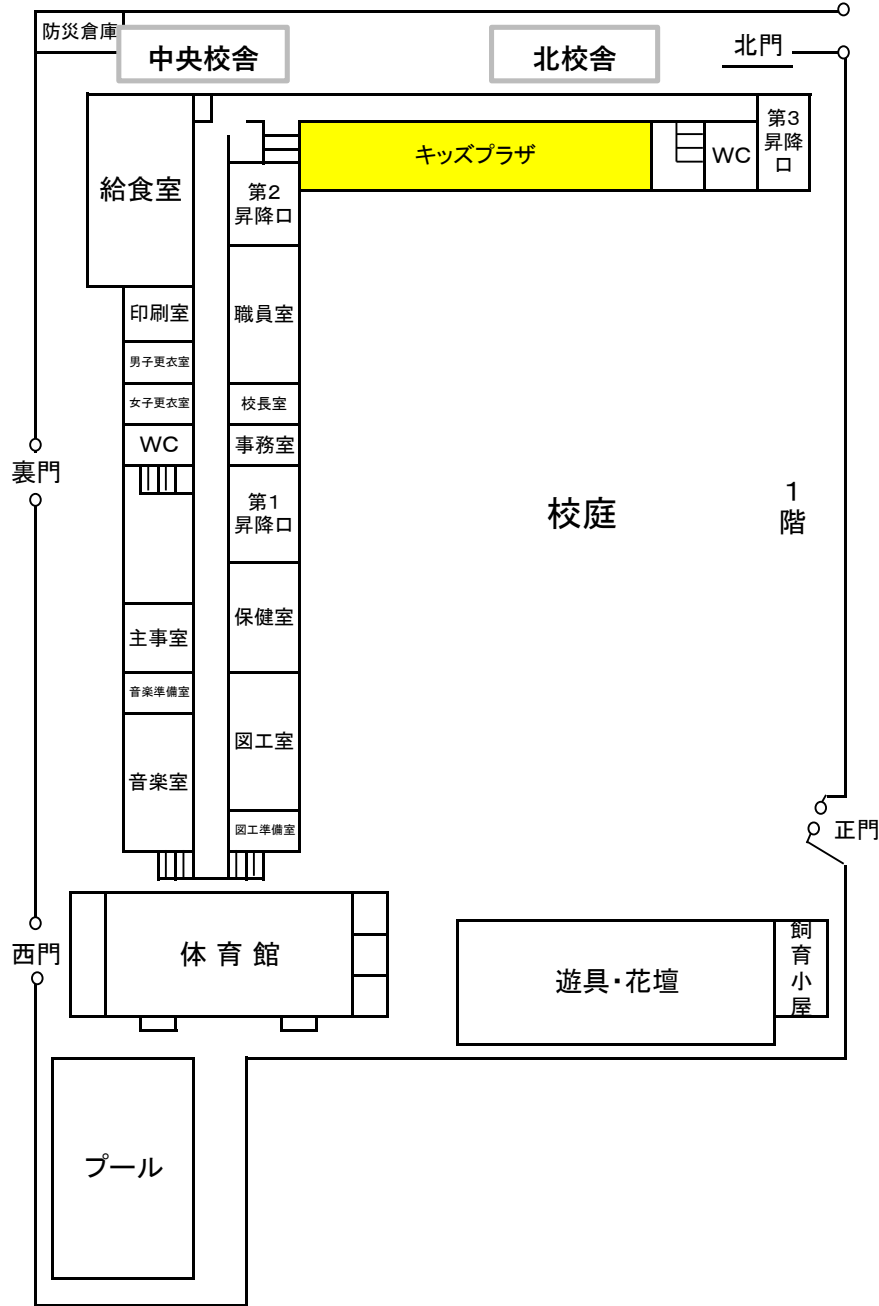 防災倉庫
中央校舎
北校舎
北門
給食室
第2
昇降口
キッズプラザ
WC
第3
昇降
口
印刷室
職員室
男子更衣室
女子更衣室
校長室
WC
事務室
裏門
第1
昇降口
校庭
1
階
保健室
主事室
音楽準備室
図工室
音楽室
図工準備室
正門
西門
体育館
遊具・花壇
飼
育
小
屋
プール